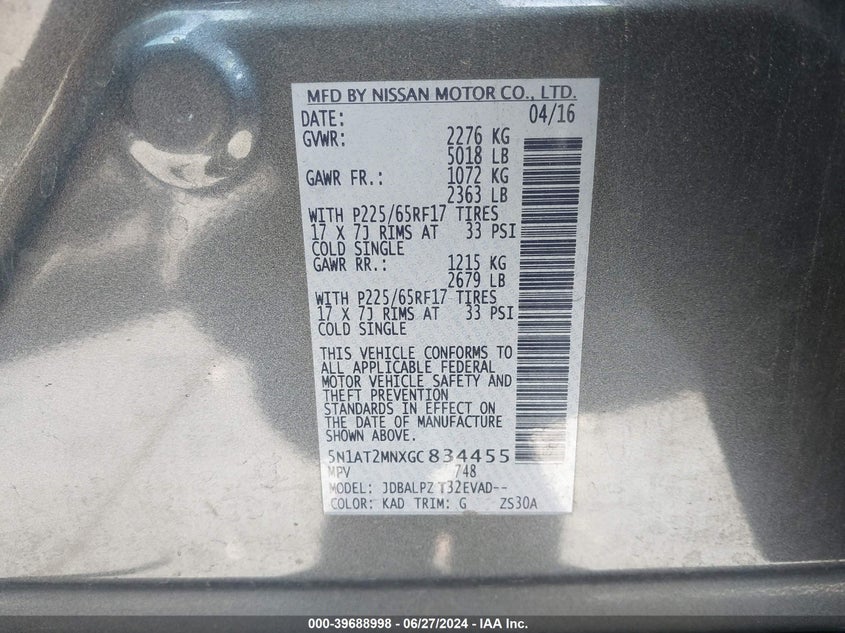 MFD BY NISSAN MOTOR CO., LTD.
DATE: 04/16
GVWR: 2276 KG
5018 LB
GAWR FR.: 1072 KG
2363 LB
WITH P225/65RF17 TIRES
17 X 7J RIMS AT 33 PSI
COLD SINGLE
GAWR RR.: 1215 KG
2679 LB
WITH P225/65RF17 TIRES
17 X 7J RIMS AT 33 PSI
COLD SINGLE
THIS VEHICLE CONFORMS TO
ALL APPLICABLE FEDERAL
MOTOR VEHICLE SAFETY AND
THEFT PREVENTION
STANDARDS IN EFFECT ON
THE DATE OF MANUFACTURE
SHOWN ABOVE.
5N1AT2MNXGC 834455
MPV 748
MODEL: JDBALPZ T32EVAD--
COLOR: KAD TRIM: G ZS30A
000-39688998 - 06/27/2024 - IAA Inc.